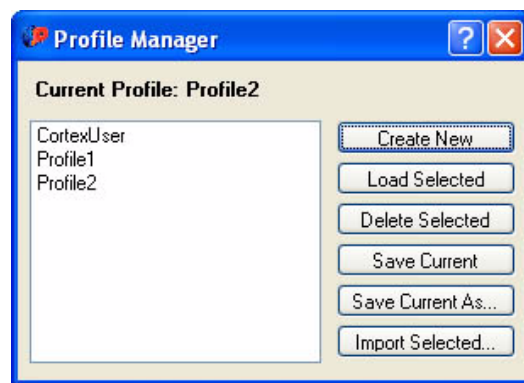 Profile Manager
Current Profile: Profile2
CortexUser
Profile1
Profile2
Create New
Load Selected
Delete Selected
Save Current
Save Current As...
Import Selected...